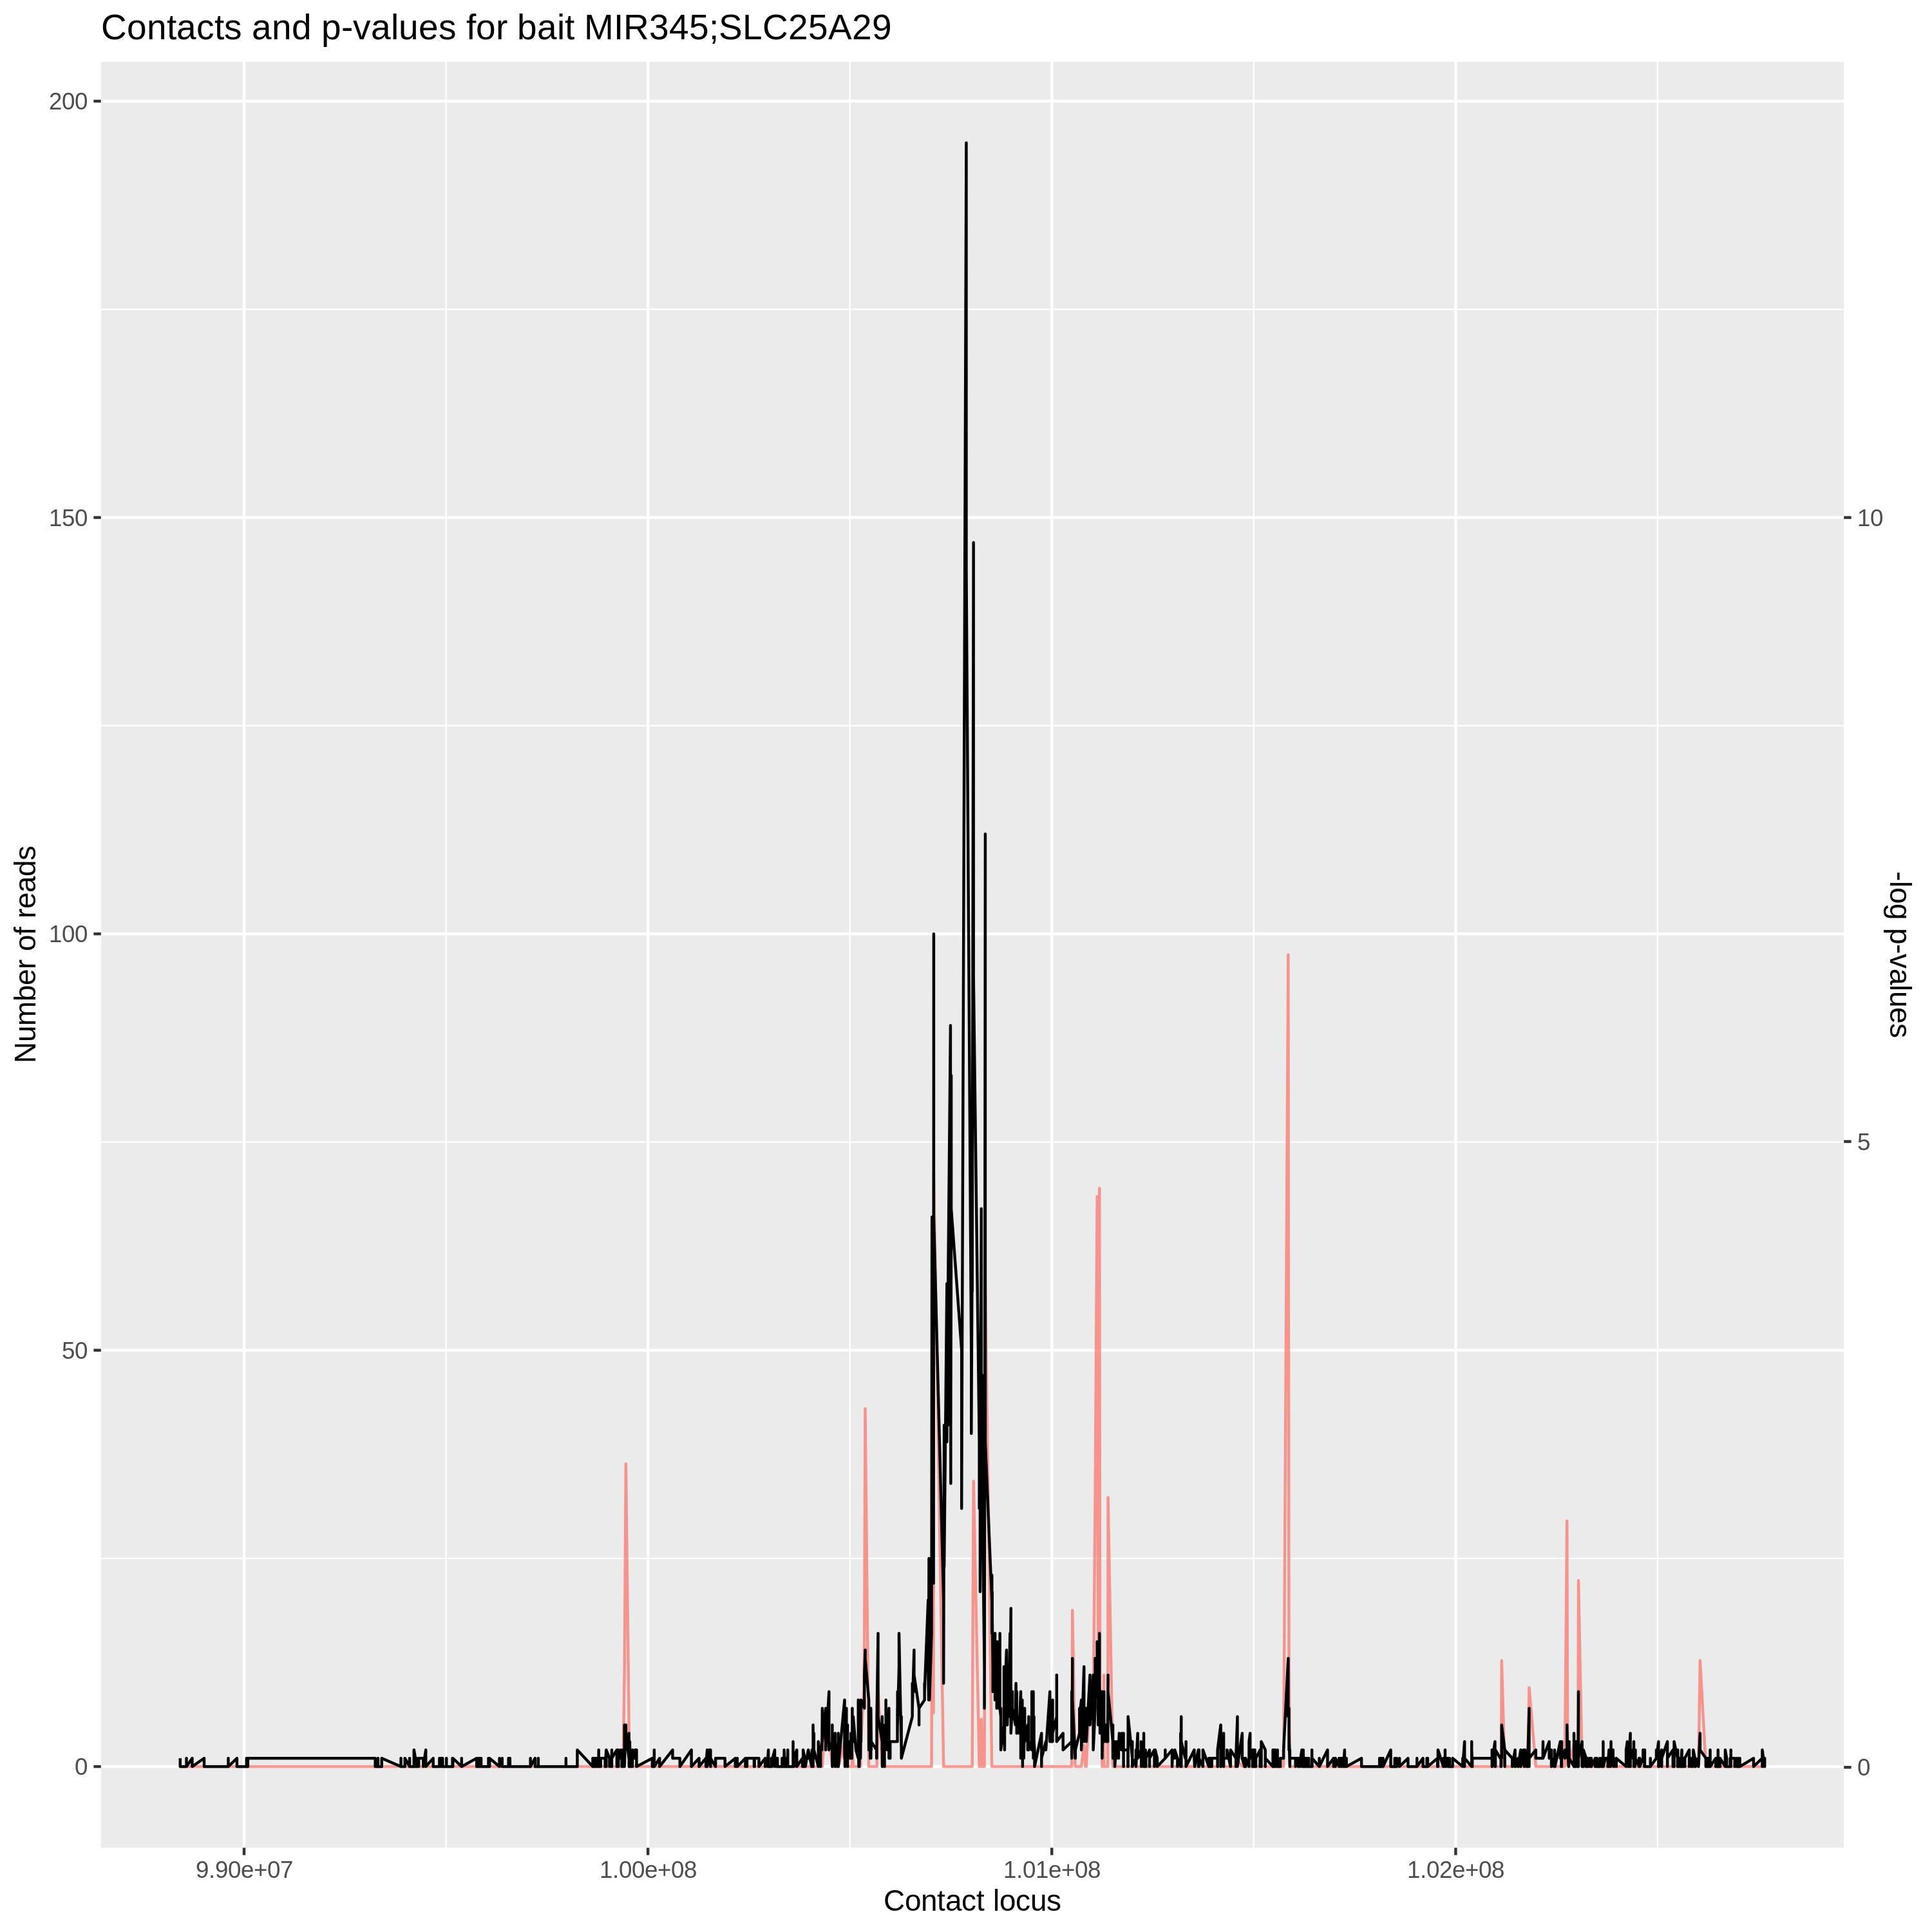 Contacts and p-values for bait MIR345;SLC25A29
200
150
100
50
0
Number of reads
10
5
0
-log p-values
9.90e+07
1.00e+08
1.01e+08
1.02e+08
Contact locus